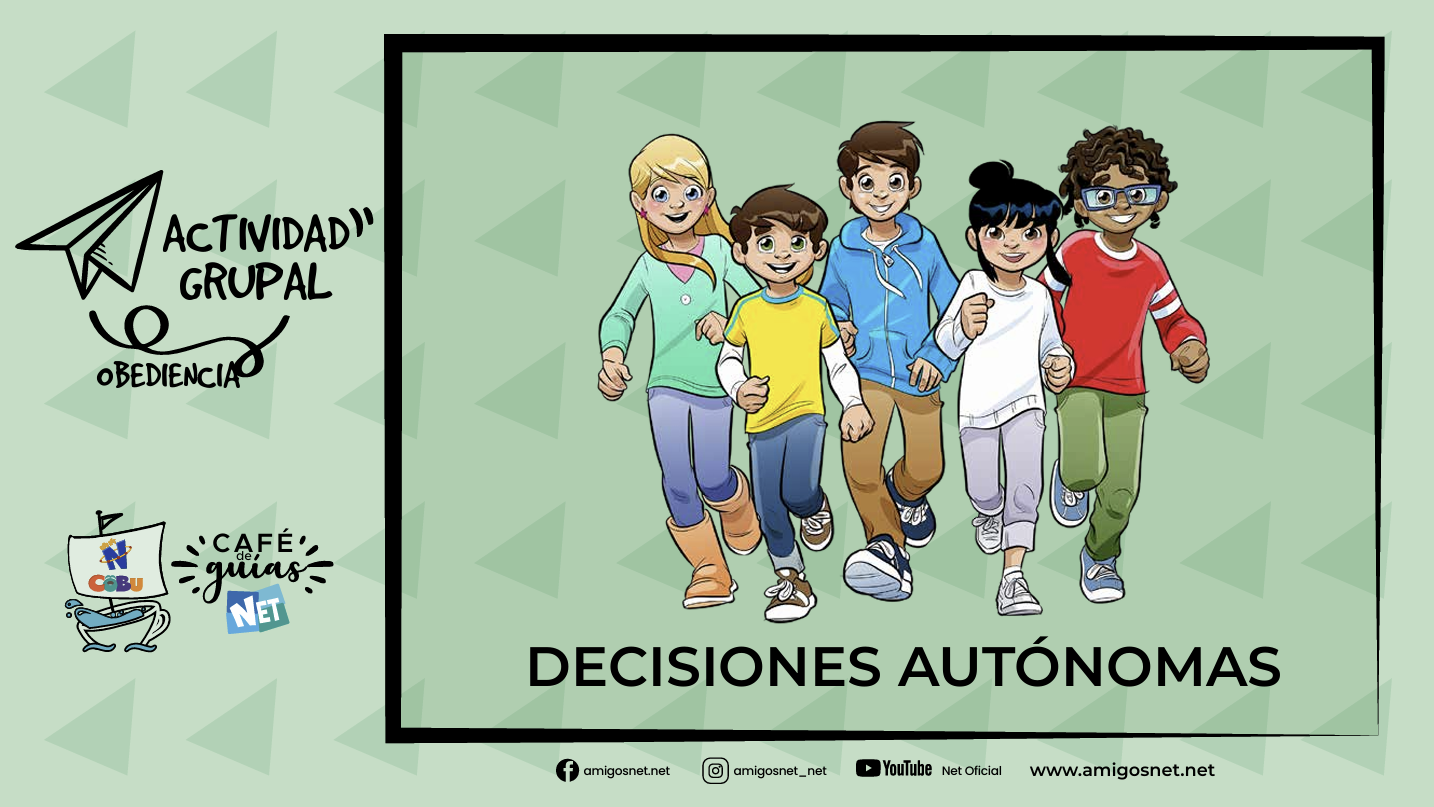 ACTIVIDAD
GRUPAL
OBEDIENCIA
N
COBU
CAFÉ
de
guías
NET
DECISIONES AUTÓNOMAS
amigosnet.net
amigosnet_net
YouTube Net Oficial
www.amigosnet.net